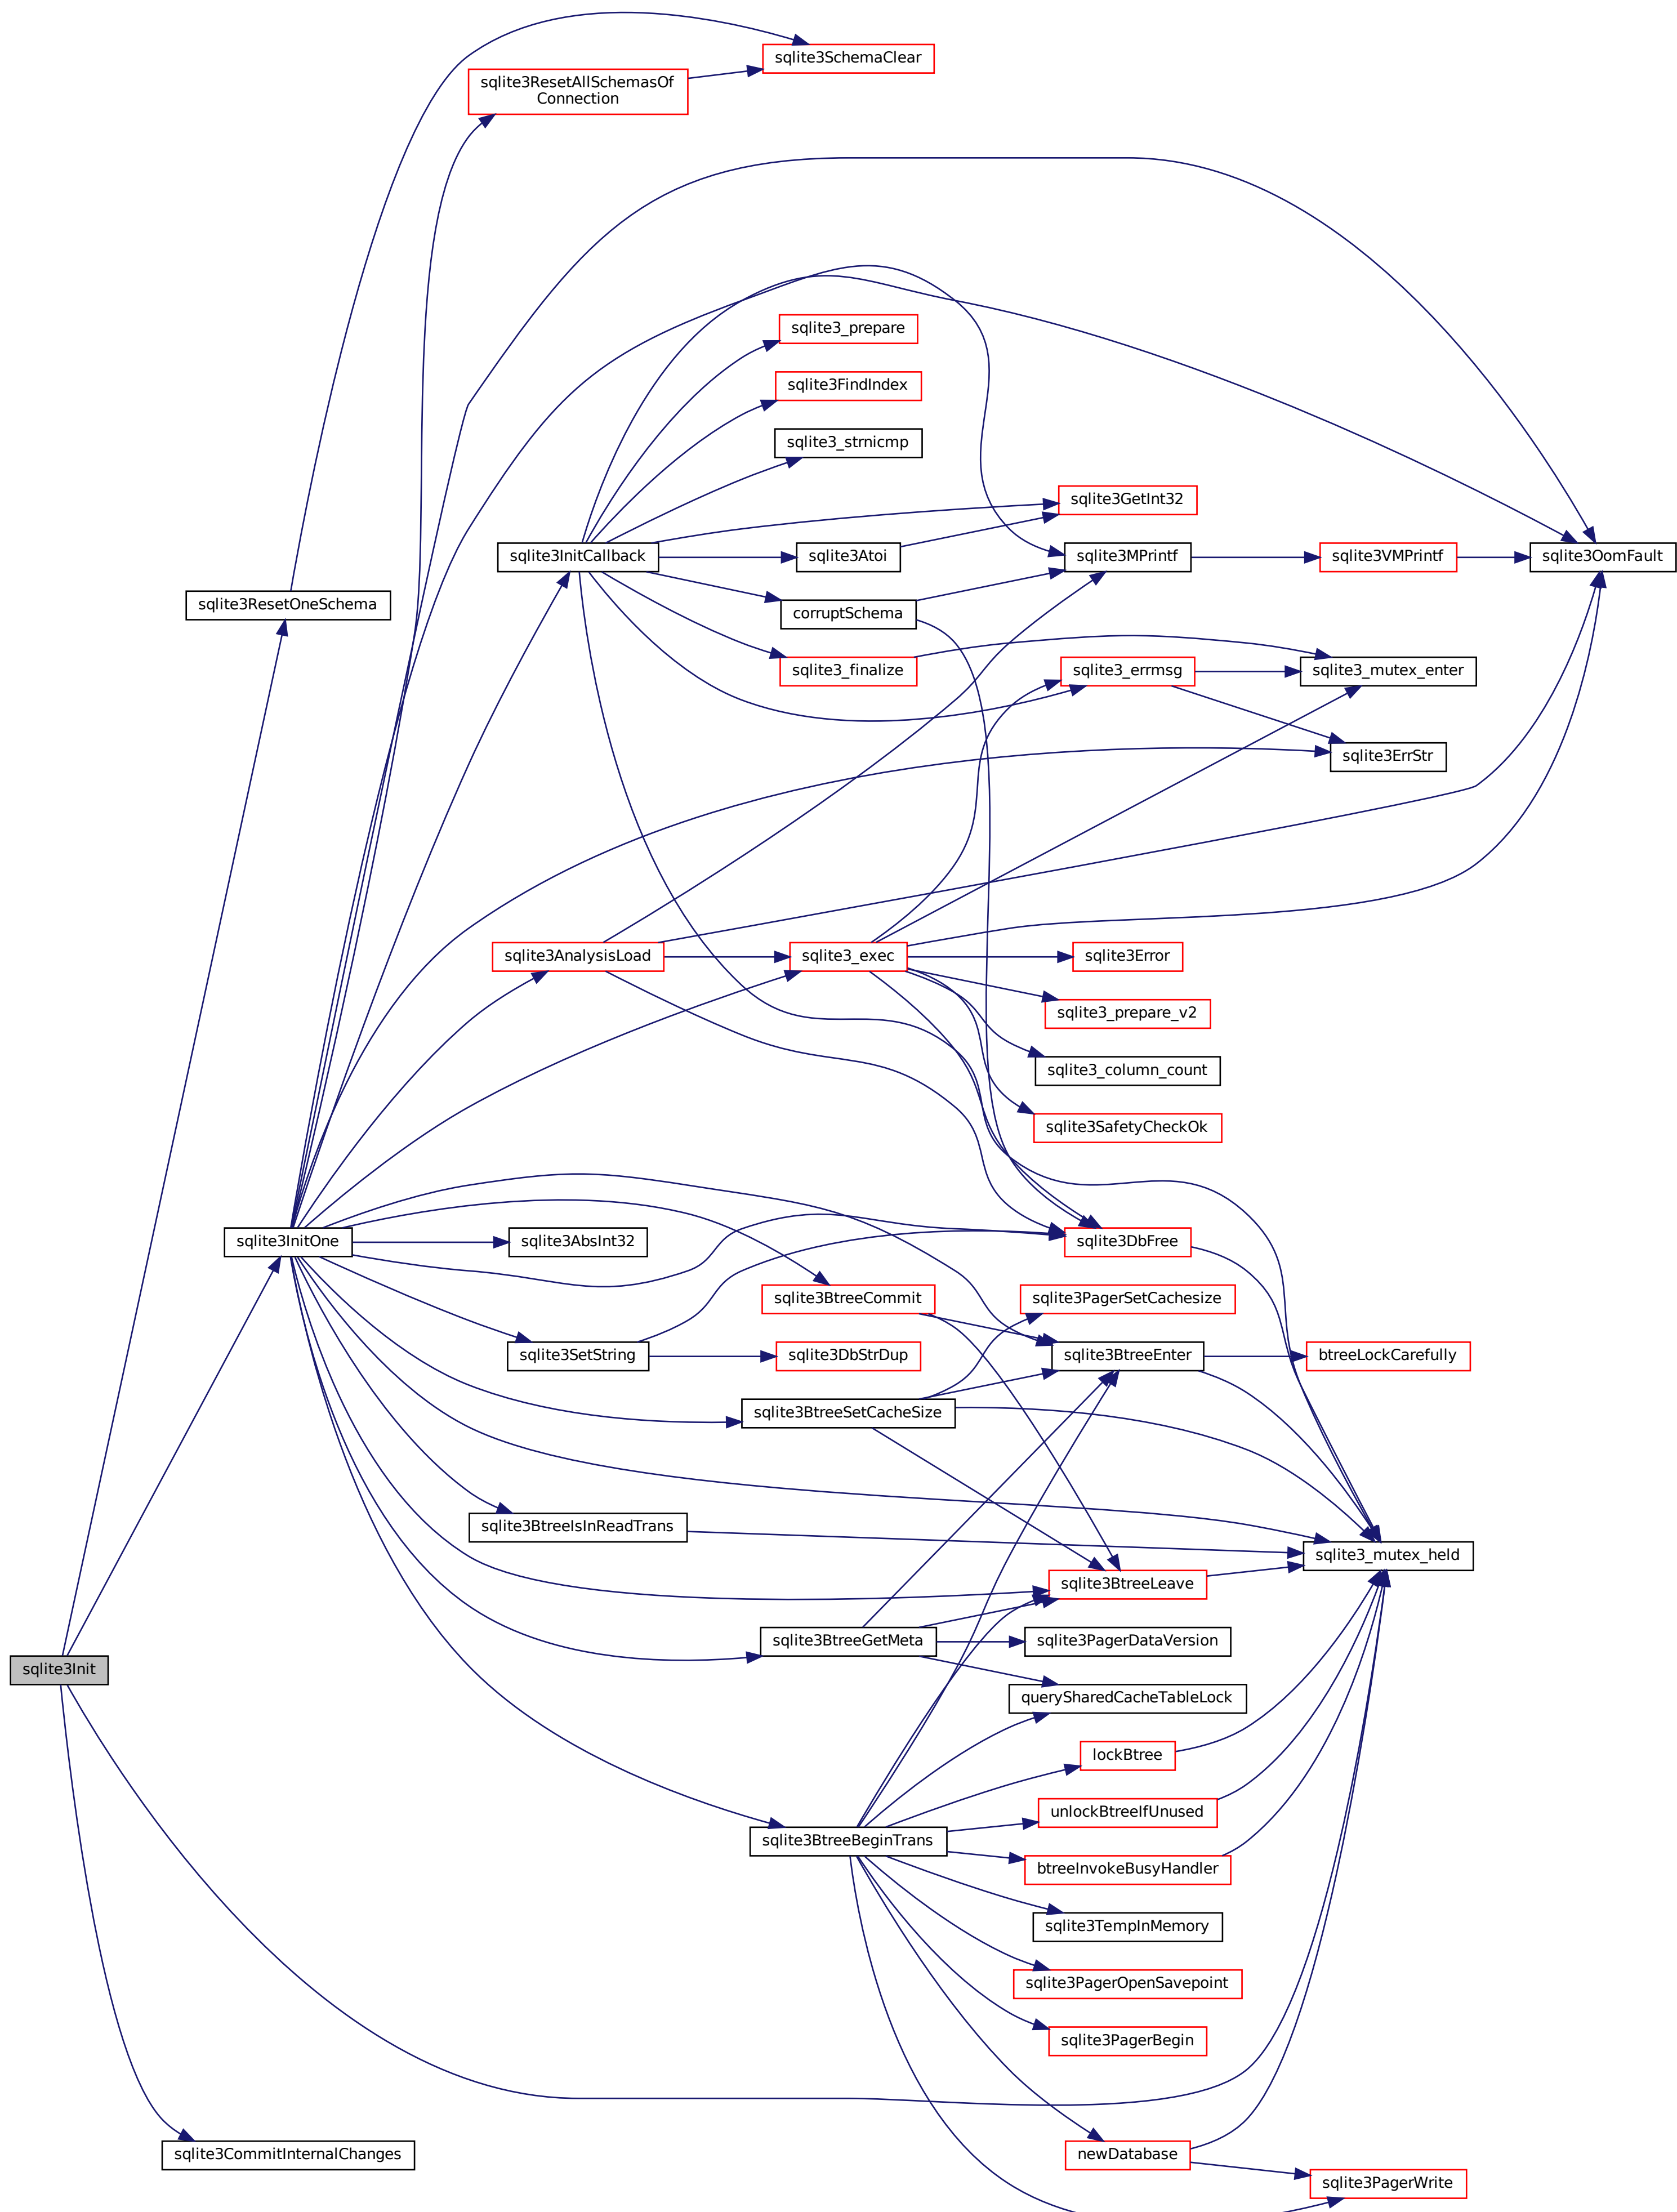 sqlite3SchemaClear
sqlite3ResetAllSchemasOf
Connection
sqlite3_prepare
sqlite3FindIndex
sqlite3_strnicmp
sqlite3GetInt32
sqlite3InitCallback
sqlite3Atoi
sqlite3MPrintf
sqlite3VMPrintf
sqlite3OomFault
sqlite3ResetOneSchema
corruptSchema
sqlite3_finalize
sqlite3_errmsg
sqlite3_mutex_enter
sqlite3ErrStr
sqlite3AnalysisLoad
sqlite3_exec
sqlite3Error
sqlite3_prepare_v2
sqlite3_column_count
sqlite3SafetyCheckOk
sqlite3InitOne
sqlite3AbsInt32
sqlite3DbFree
sqlite3BtreeCommit
sqlite3PagerSetCachesize
sqlite3SetString
sqlite3DbStrDup
sqlite3BtreeEnter
btreeLockCarefully
sqlite3BtreeSetCacheSize
sqlite3BtreeIsInReadTrans
sqlite3_mutex_held
sqlite3BtreeLeave
sqlite3BtreeGetMeta
sqlite3PagerDataVersion
sqlite3Init
querySharedCacheTableLock
lockBtree
unlockBtreeIfUnused
sqlite3BtreeBeginTrans
btreeInvokeBusyHandler
sqlite3TempInMemory
sqlite3PagerOpenSavepoint
sqlite3PagerBegin
sqlite3CommitInternalChanges
newDatabase
sqlite3PagerWrite